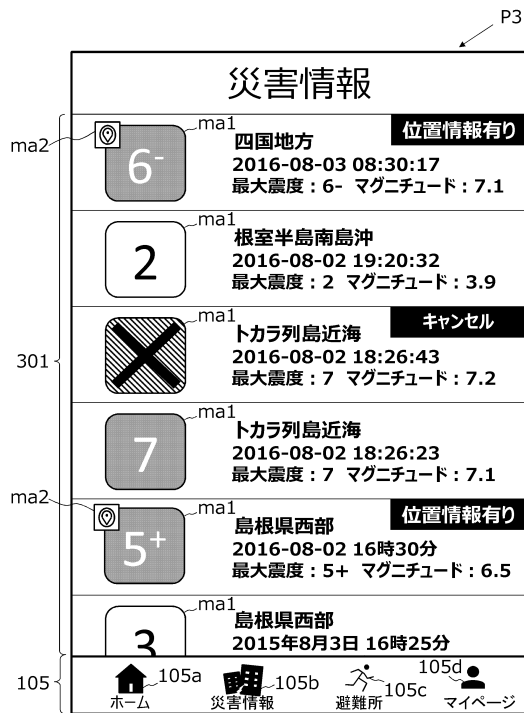 P3
災害情報
ma2
ma1
位置情報有り
6-
四国地方
2016-08-03 08:30:17
最大震度：6- マグニチュード：7.1
ma1
2
根室半島南島沖
2016-08-02 19:20:32
最大震度：2 マグニチュード：3.9
ma1
キャンセル
トカラ列島近海
2016-08-02 18:26:43
最大震度：7 マグニチュード：7.2
301
ma1
7
トカラ列島近海
2016-08-02 18:26:23
最大震度：7 マグニチュード：7.1
ma2
ma1
位置情報有り
5+
島根県西部
2016-08-02 16時30分
最大震度：5+ マグニチュード：6.5
ma1
3
島根県西部
2015年8月3日 16時25分
105
105a
105b
105c
105d
ホーム
災害情報
避難所
マイページ